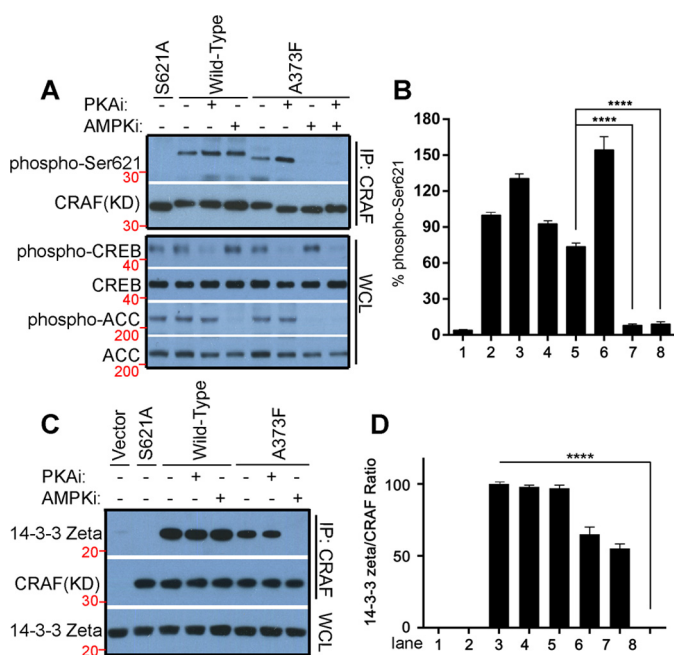 A
S621A
Wild-Type
A373F
PKAi: - - + - - + - +
AMPKi: - - - + - - + +
phospho-Ser621
30
CRAF(KD)
30
IP: CRAF
phospho-CREB
40
CREB
40
phospho-ACC
200
ACC
200
WCL
B
% phospho-Ser621
180
150
120
90
60
30
0
****
****
1 2 3 4 5 6 7 8
C
Vector
S621A
Wild-Type
A373F
PKAi: - - - + - - + -
AMPKi: - - - - + - - +
14-3-3 Zeta
20
CRAF(KD)
30
IP: CRAF
14-3-3 Zeta
20
WCL
D
14-3-3 zeta/CRAF Ratio
100
50
0
****
lane 1 2 3 4 5 6 7 8